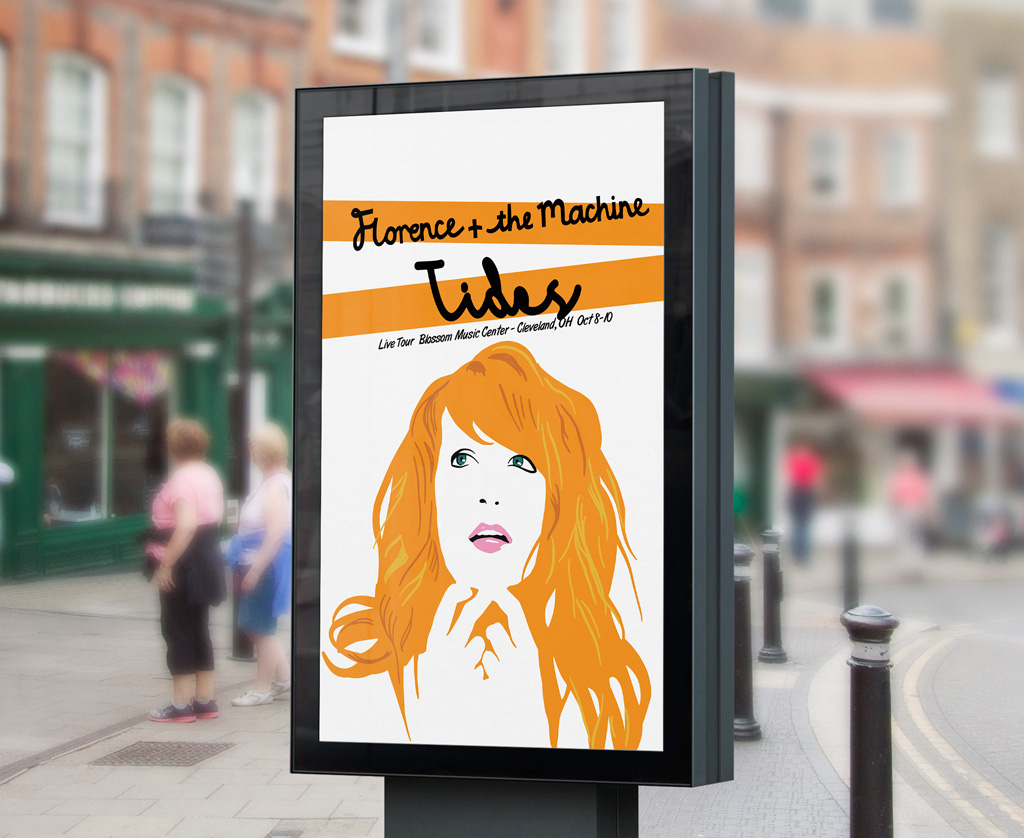 Florence + the Machine
Tides
Live Tour Blossom Music Center - Cleveland, OH Oct 8-10